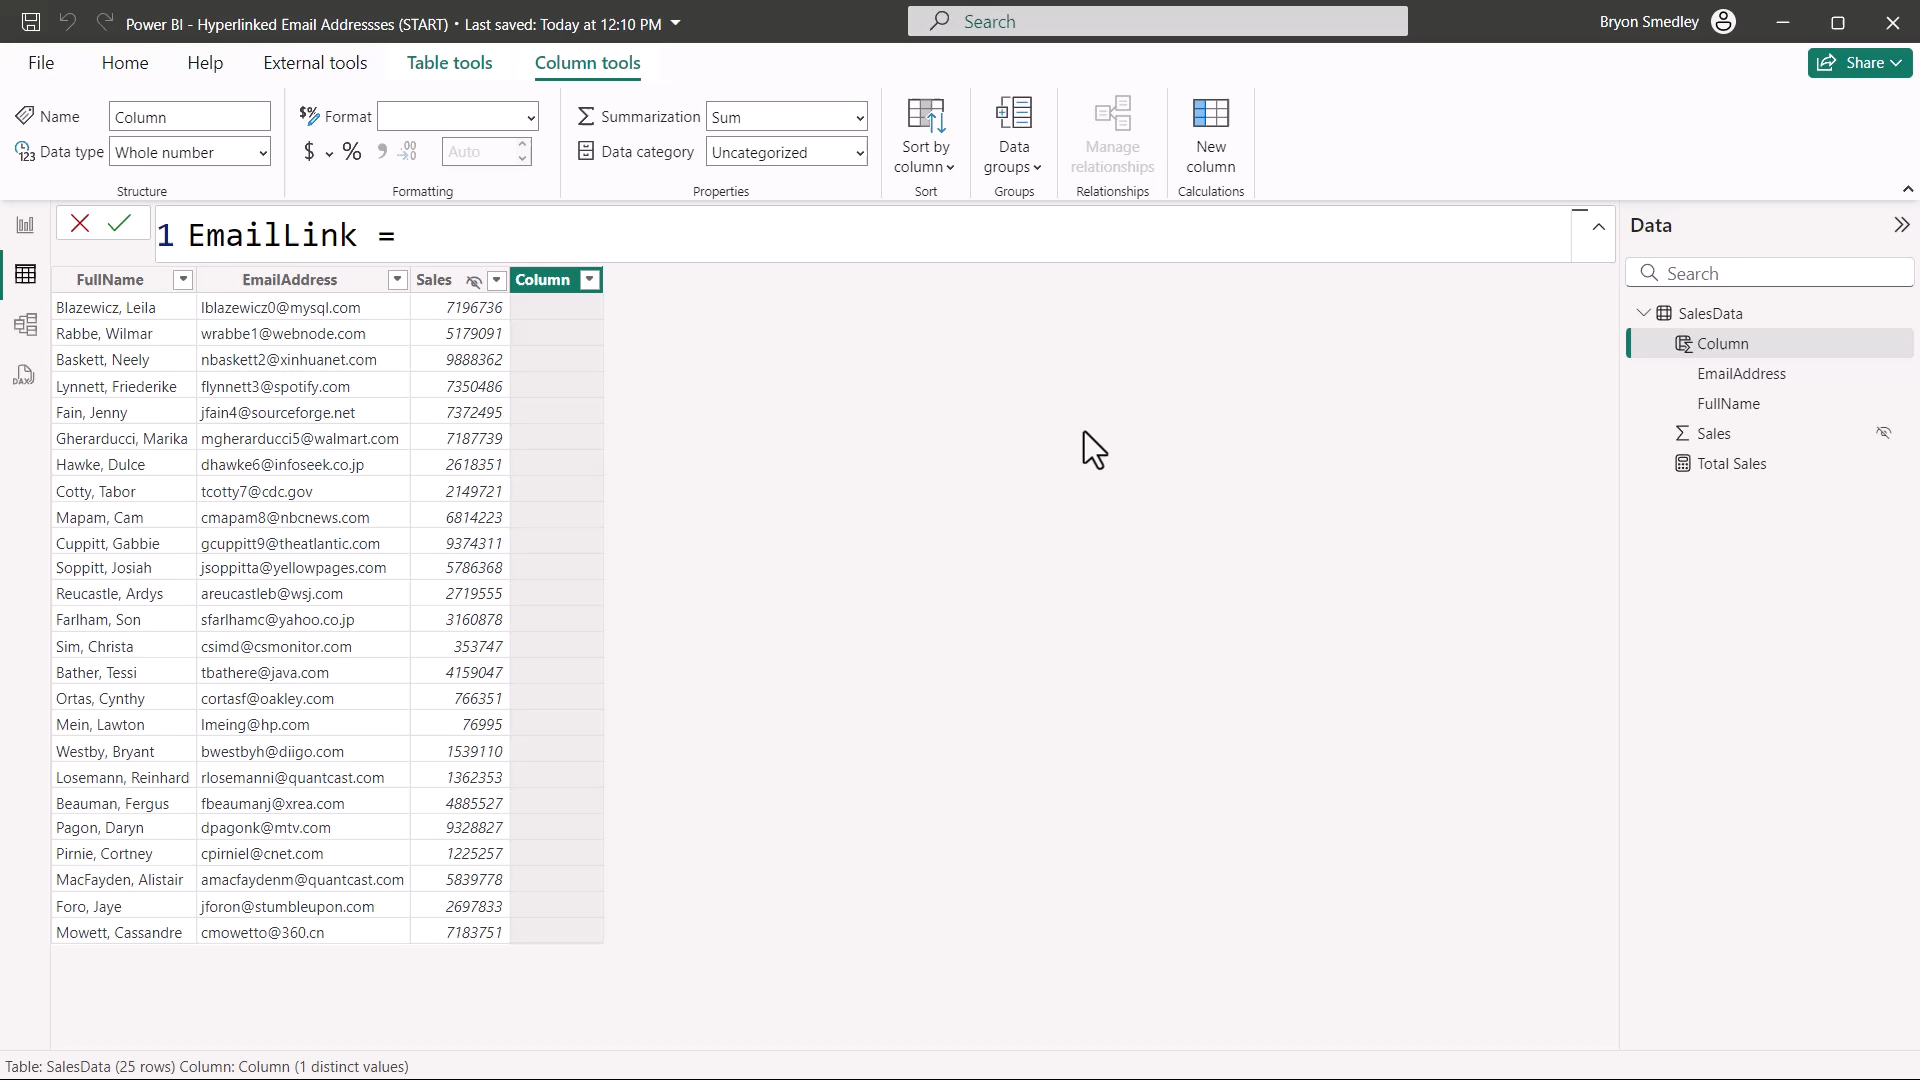 Power BI - Hyperlinked Email Addressses (START) • Last saved: Today at 12:10 PM
Search
Bryon Smedley
File Home Help External tools Table tools Column tools
Share
Name Column
Data type Whole number
Structure
Format
$ % 9 .00 Auto
Formatting
Summarization Sum
Data category Uncategorized
Properties
Sort by column
Sort
Data groups
Groups
Manage relationships
Relationships
New column
Calculations
1 EmailLink =
FullName EmailAddress Sales Column
Blazewicz, Leila lblazewicz0@mysql.com 7196736
Rabbe, Wilmar wrabbe1@webnode.com 5179091
Baskett, Neely nbaskett2@xinhuanet.com 9888362
Lynnett, Friederike flynnett3@spotify.com 7350486
Fain, Jenny jfain4@sourceforge.net 7372495
Gherarducci, Marika mgherarducci5@walmart.com 7187739
Hawke, Dulce dhawke6@infoseek.co.jp 2618351
Cotty, Tabor tcotty7@cdc.gov 2149721
Mapam, Cam cmapam8@nbcnews.com 6814223
Cuppitt, Gabbie gcuppitt9@theatlantic.com 9374311
Soppitt, Josiah jsoppitta@yellowpages.com 5786368
Reucastle, Ardys areucastleb@wsj.com 2719555
Farlham, Son sfarlhamc@yahoo.co.jp 3160878
Sim, Christa csimd@csmonitor.com 353747
Bather, Tessi tbathere@java.com 4159047
Ortas, Cynthy cortasf@oakley.com 766351
Mein, Lawton lmeing@hp.com 76995
Westby, Bryant bwestbyh@diigo.com 1539110
Losemann, Reinhard rlosemanni@quantcast.com 1362353
Beauman, Fergus fbeaumanj@xrea.com 4885527
Pagon, Daryn dpagonk@mtv.com 9328827
Pirnie, Cortney cpirniel@cnet.com 1225257
MacFayden, Alistair amacfaydenm@quantcast.com 5839778
Foro, Jaye jforon@stumbleupon.com 2697833
Mowett, Cassandre cmowetto@360.cn 7183751
Data
Search
SalesData
Column
EmailAddress
FullName
Sales
Total Sales
Table: SalesData (25 rows) Column: Column (1 distinct values)